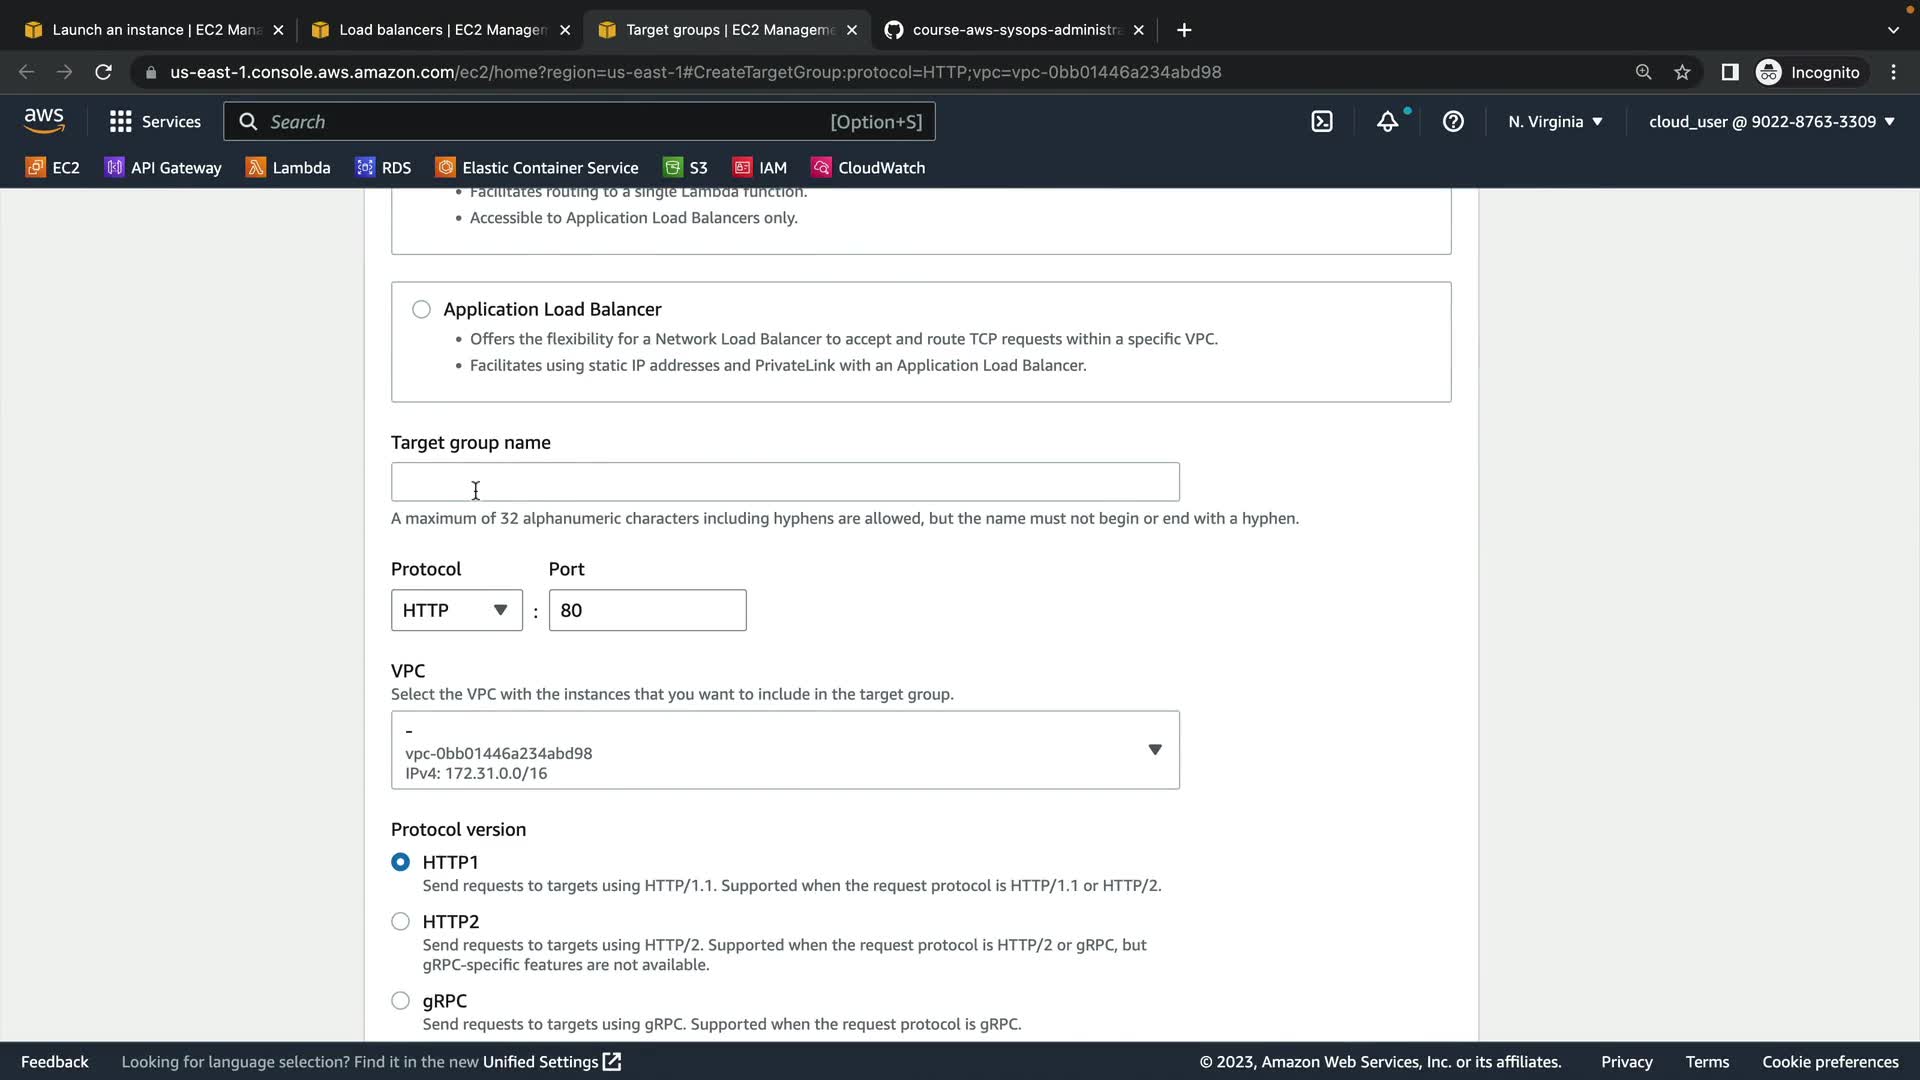 Launch an instance | EC2 Mana
Load balancers | EC2 Managem
Target groups | EC2 Manageme
course-aws-sysops-administra
us-east-1.console.aws.amazon.com/ec2/home?region=us-east-1#CreateTargetGroup:protocol=HTTP;vpc=vpc-0bb01446a234abd98
Incognito
aws
Services
Search
[Option+S]
N. Virginia
cloud_user @ 9022-8763-3309
EC2
API Gateway
Lambda
RDS
Elastic Container Service
S3
IAM
CloudWatch
• Facilitates routing to a single Lambda function.
• Accessible to Application Load Balancers only.
Application Load Balancer
• Offers the flexibility for a Network Load Balancer to accept and route TCP requests within a specific VPC.
• Facilitates using static IP addresses and PrivateLink with an Application Load Balancer.
Target group name
A maximum of 32 alphanumeric characters including hyphens are allowed, but the name must not begin or end with a hyphen.
Protocol
Port
HTTP
:
80
VPC
Select the VPC with the instances that you want to include in the target group.
-
vpc-0bb01446a234abd98
IPv4: 172.31.0.0/16
Protocol version
HTTP1
Send requests to targets using HTTP/1.1. Supported when the request protocol is HTTP/1.1 or HTTP/2.
HTTP2
Send requests to targets using HTTP/2. Supported when the request protocol is HTTP/2 or gRPC, but
gRPC-specific features are not available.
gRPC
Send requests to targets using gRPC. Supported when the request protocol is gRPC.
Feedback
Looking for language selection? Find it in the new Unified Settings
© 2023, Amazon Web Services, Inc. or its affiliates.
Privacy
Terms
Cookie preferences